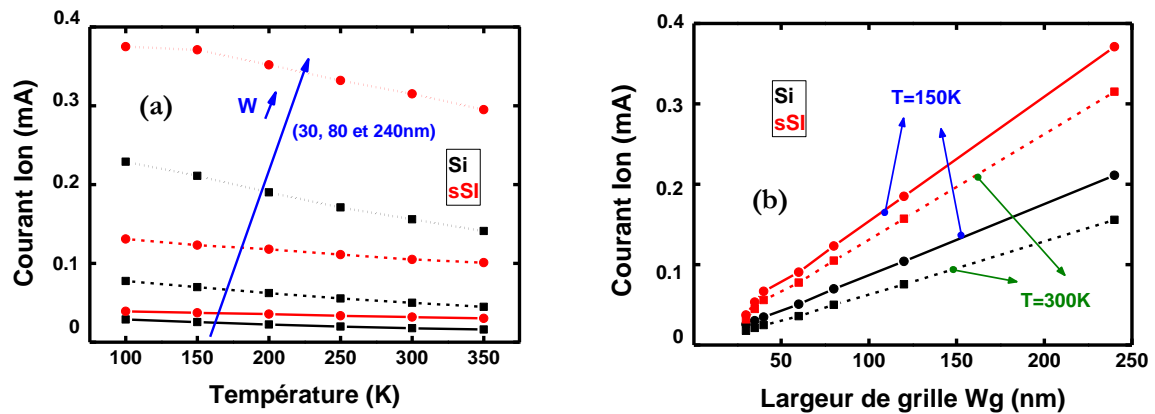 0.4
0.3
0.2
0.1
0
Courant Ion (mA)
(a)
W
(30, 80 et 240nm)
Si
sSI
100 150 200 250 300 350
Température (K)
0.4
0.3
0.2
0.1
0
Courant Ion (mA)
Si
sSI
T=150K
(b)
T=300K
50 100 150 200 250
Largeur de grille Wg (nm)